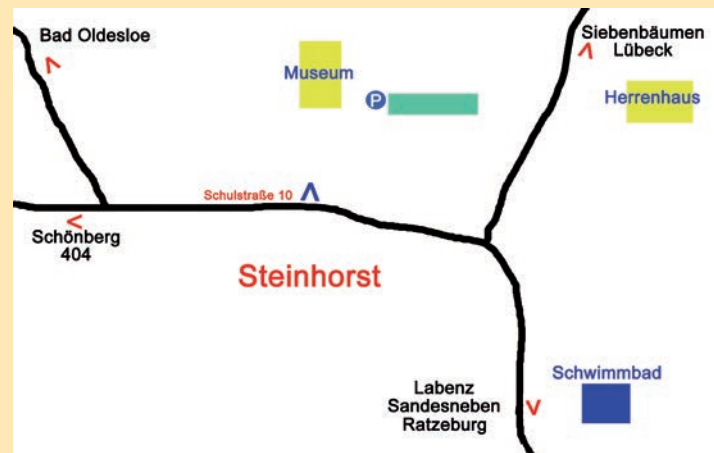 Bad Oldesloe
Siebenbäumen
Lübeck
Museum
P
Herrenhaus
Schulstraße 10
Schönberg
404
Steinhorst
Schwimmbad
Labenz
Sandesneben
Ratzeburg